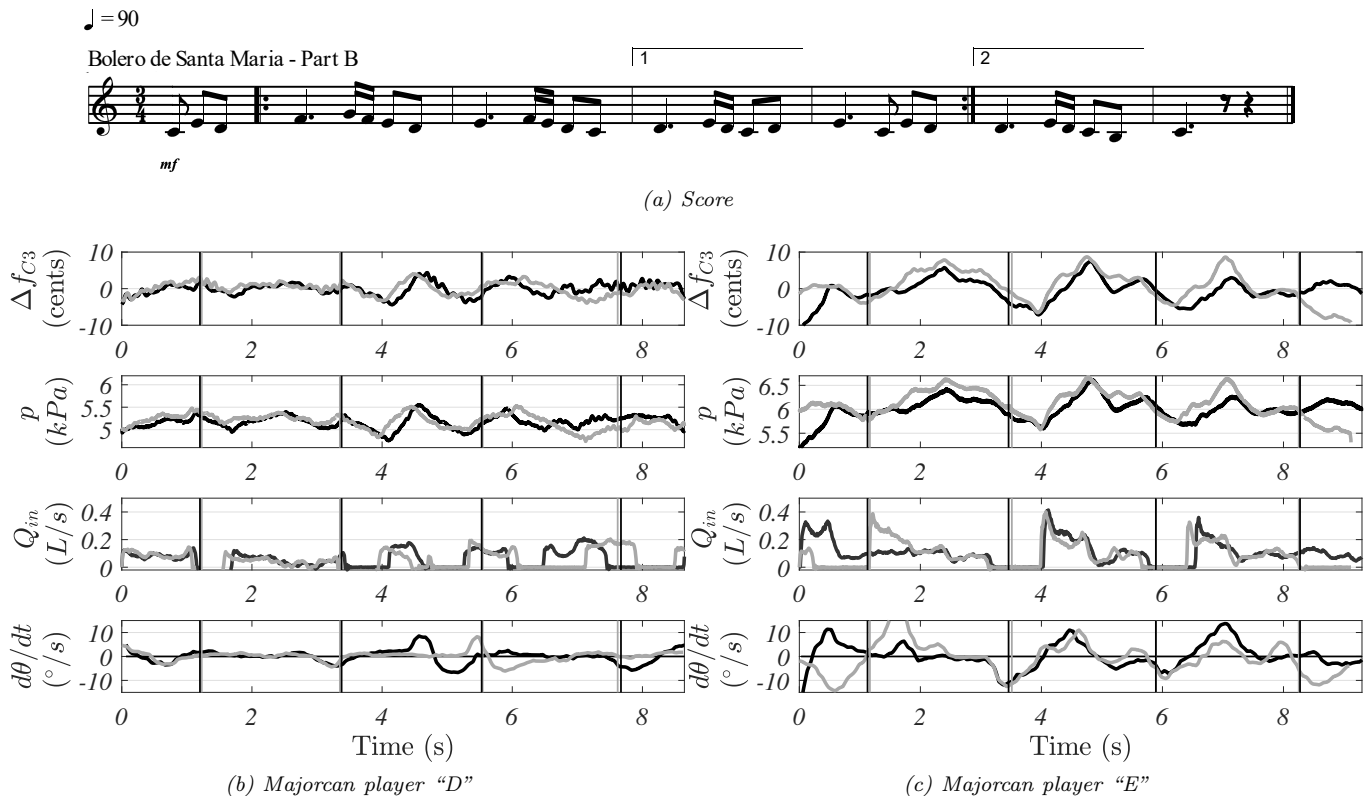 ♩ = 90
Bolero de Santa Maria - Part B
1
2
3
4
mf
(a) Score
Δf_C3
(cents)
10
0
-10
0 2 4 6 8
p
(kPa)
6
5.5
5
0 2 4 6 8
Q_in
(L/s)
0.4
0.2
0
0 2 4 6 8
dθ/dt
(°/s)
10
0
-10
0 2 4 6 8
Time (s)
(b) Majorcan player “D”
Δf_C3
(cents)
10
0
-10
0 2 4 6 8
p
(kPa)
6.5
6
5.5
0 2 4 6 8
Q_in
(L/s)
0.4
0.2
0
0 2 4 6 8
dθ/dt
(°/s)
10
0
-10
0 2 4 6 8
Time (s)
(c) Majorcan player “E”